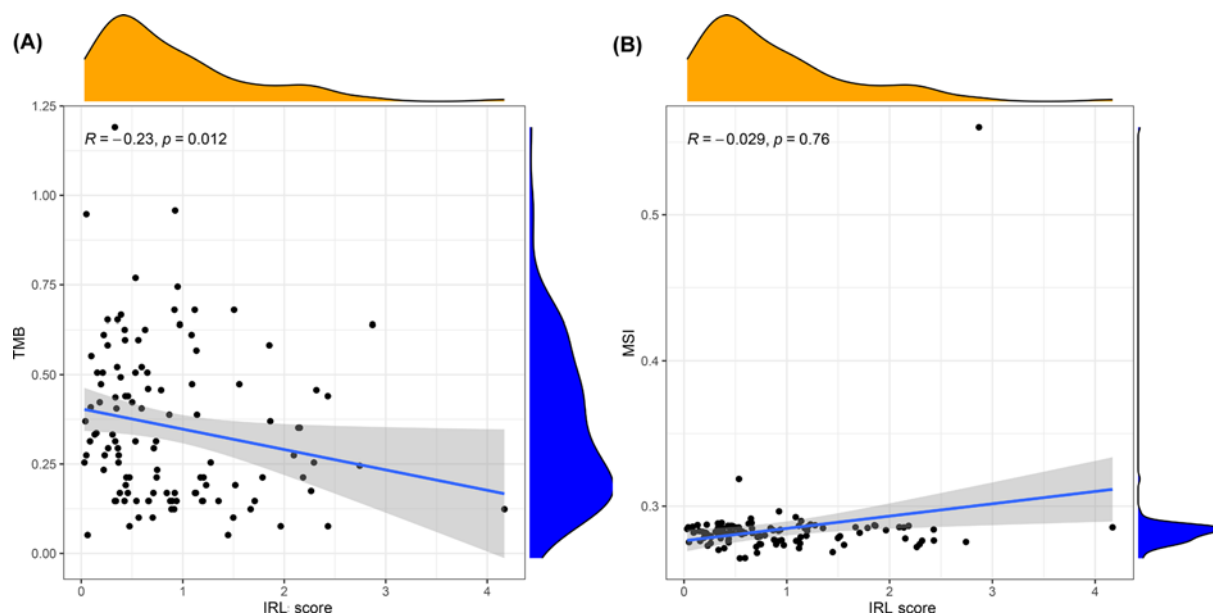 (A)
R = −0.23, p = 0.012
1.25
1.00
0.75
0.50
0.25
0.00
TMB
0 1 2 3 4
IRL score
(B)
R = −0.029, p = 0.76
0.5
0.4
0.3
MSI
0 1 2 3 4
IRL score